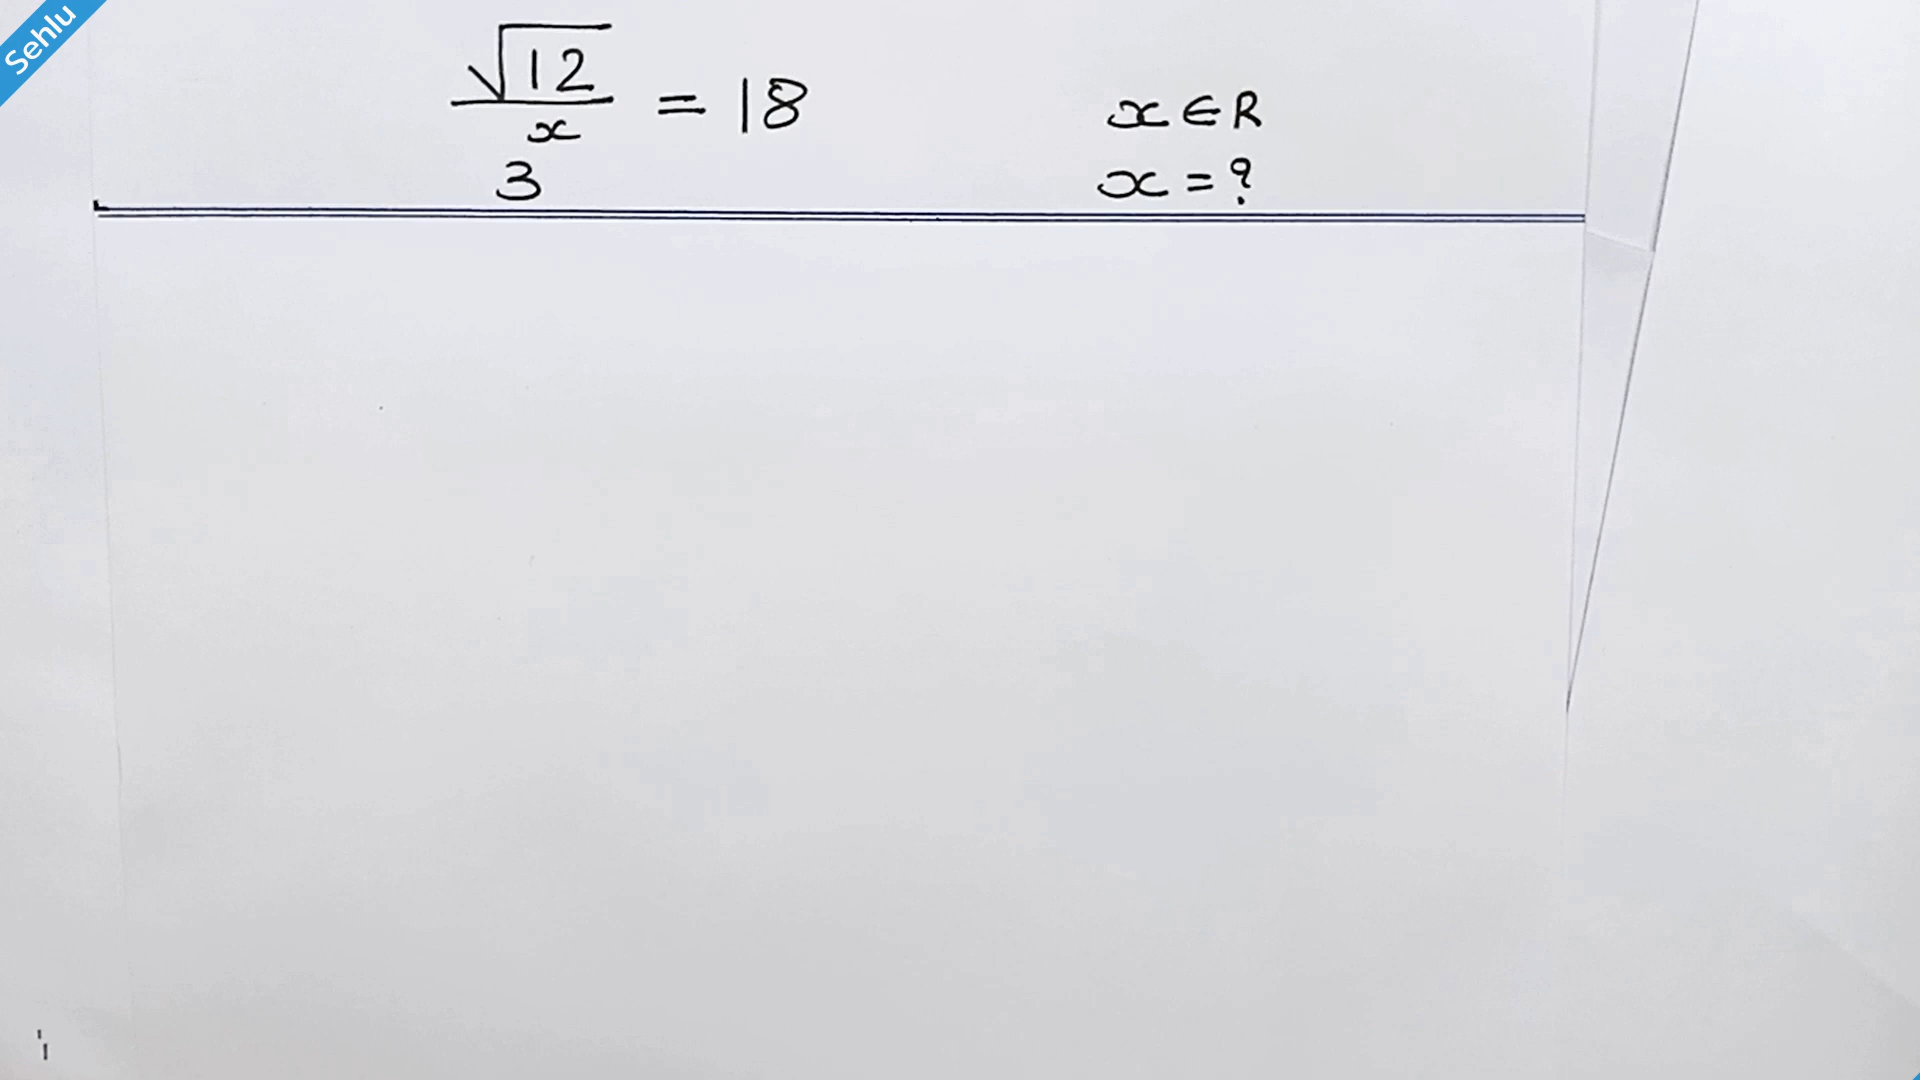 Sehlu
√12 / 3^x = 18
x ∈ R
x = ?